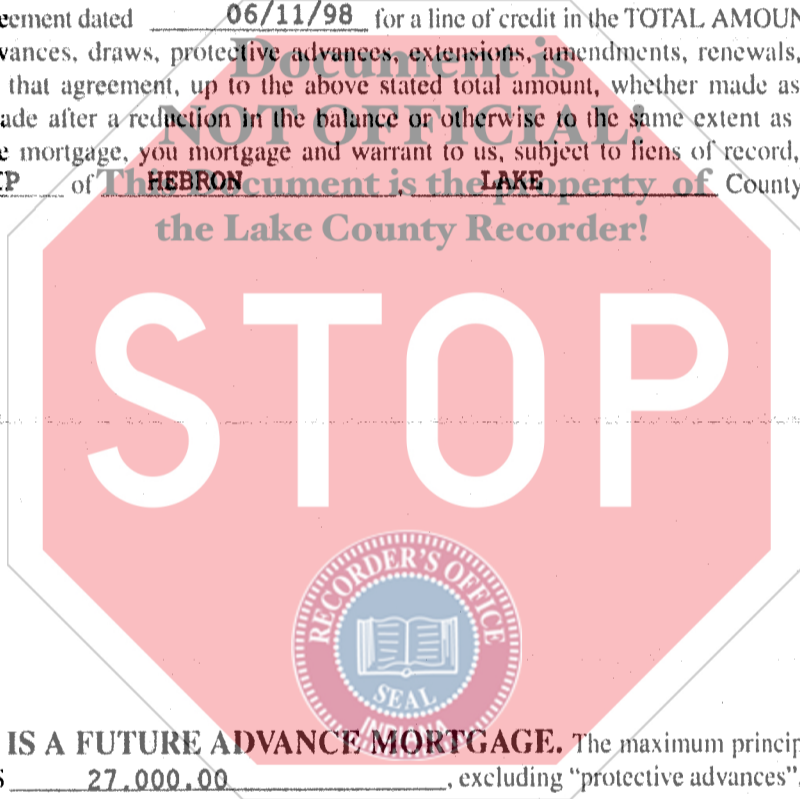 eement dated 06/11/98 for a line of credit in the TOTAL AMOUN
Document is
vances, draws, protective advances, extensions, amendments, renewals,
that agreement, up to the above stated total amount, whether made as
NOT OFFICIAL!
ade after a reduction in the balance or otherwise to the same extent as
e mortgage, you mortgage and warrant to us, subject to liens of record,
IP of HEBRON , LAKE County
This Document is the property of
the Lake County Recorder!
STOP
RECORDER'S OFFICE
SEAL
INDIANA
IS A FUTURE ADVANCE MORTGAGE. The maximum princip
S 27,000.00 , excluding "protective advances",